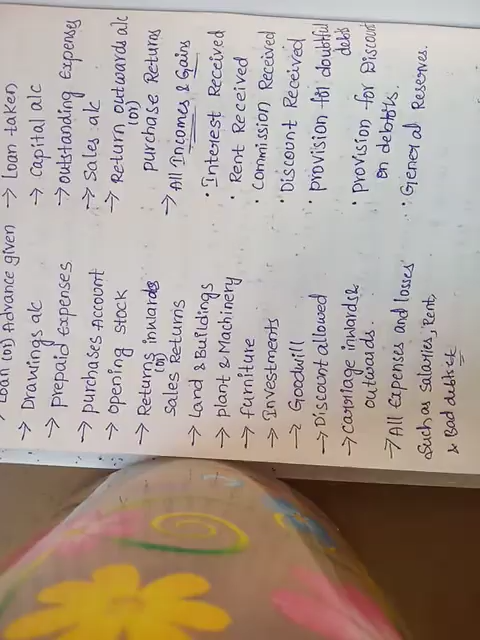 Loan (or) Advance given
→ Drawings a/c
→ prepaid Expenses
→ purchases Account
→ opening stock
→ Returns inwards
(or)
Sales Returns
→ Land & Buildings
→ plant & Machinery
→ furniture
→ Investments
→ Goodwill
→ Discount allowed
→ carriage inwards &
outwards.
→ All Expenses and losses
Such as salaries, Rent,
& Bad debts etc
→ Loan taken
→ Capital a/c
→ outstanding Expenses
→ Sales a/c
→ Return outwards a/c
(or)
purchase Returns
→ All Incomes & Gains
• Interest Received
• Rent Received
• Commission Received
• Discount Received
• provision for doubtful
debts
• provision for Discount
on debtors.
• General Reserves.